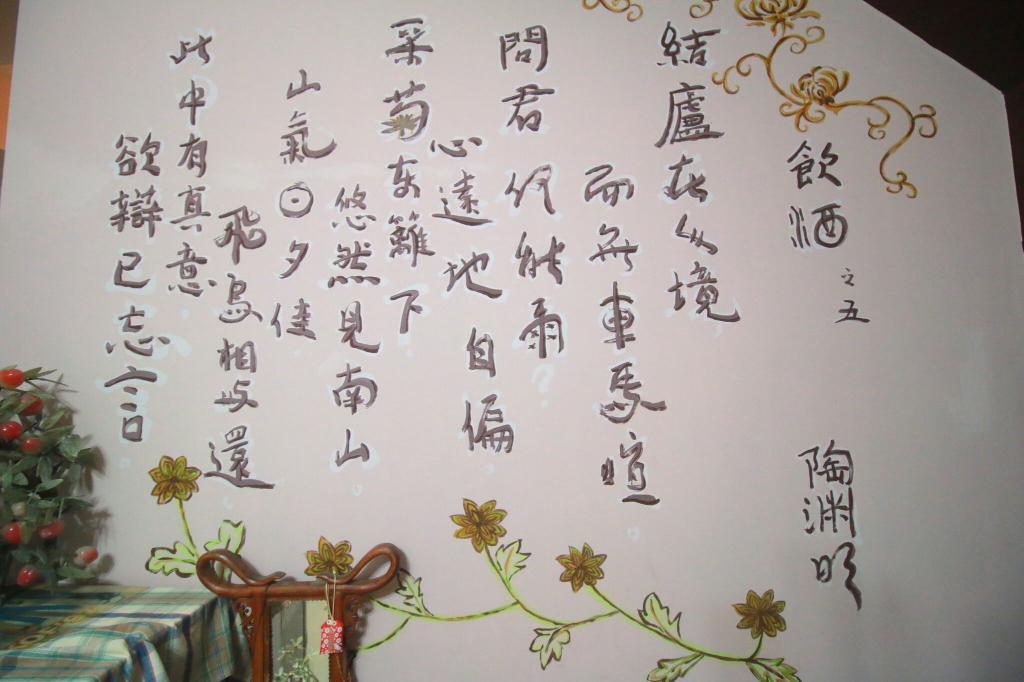 飲酒 之五
陶渊明
結廬在人境
而無車馬喧
問君何能爾?
心遠地自偏
采菊东籬下
悠然見南山
山氣日夕佳
飛鳥相與還
此中有真意
欲辯已忘言